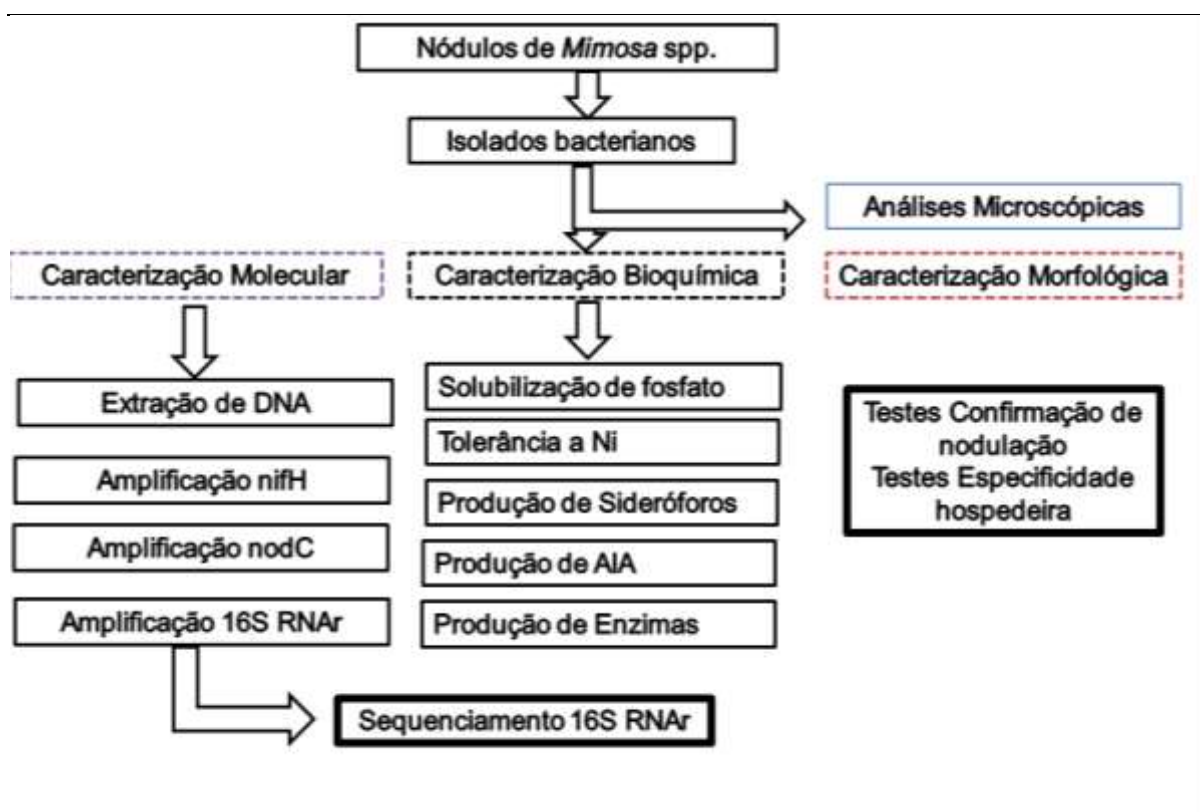 Nódulos de Mimosa spp.
Isolados bacterianos
Análises Microscópicas
Caracterização Molecular
Caracterização Bioquímica
Caracterização Morfológica
Extração de DNA
Amplificação nifH
Amplificação nodC
Amplificação 16S RNAr
Solubilização de fosfato
Tolerância a Ni
Produção de Sideróforos
Produção de AIA
Produção de Enzimas
Testes Confirmação de
nodulação
Testes Especificidade
hospedeira
Sequenciamento 16S RNAr